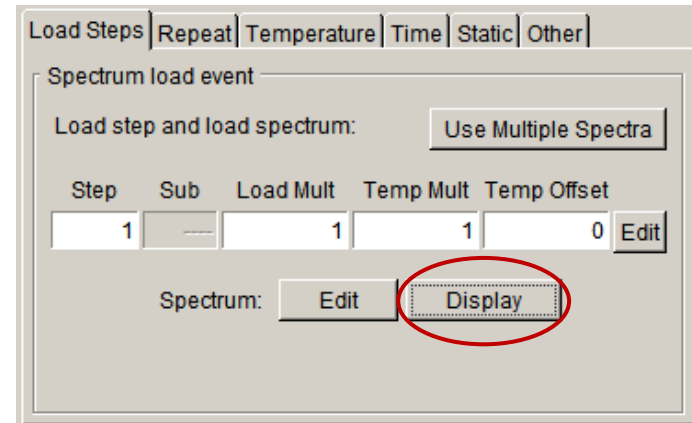 Load Steps Repeat Temperature Time Static Other
Spectrum load event
Load step and load spectrum: Use Multiple Spectra
Step Sub Load Mult Temp Mult Temp Offset
1 ---- 1 1 0 Edit
Spectrum: Edit Display